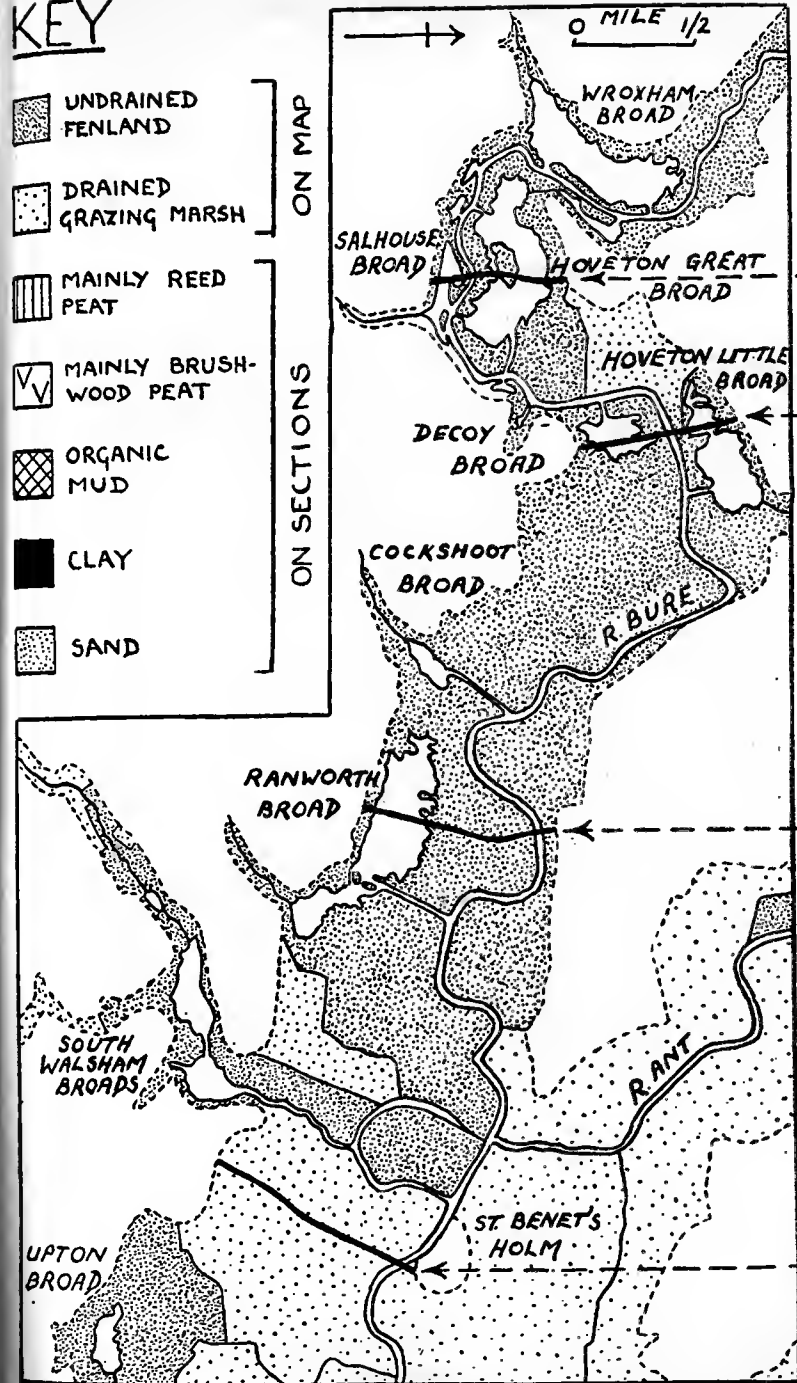 KEY
UNDRAINED
FENLAND
DRAINED
GRAZING MARSH
ON MAP
MAINLY REED
PEAT
MAINLY BRUSH-
WOOD PEAT
ORGANIC
MUD
CLAY
SAND
ON SECTIONS
0 MILE 1/2
WROXHAM
BROAD
SALHOUSE
BROAD
HOVETON GREAT
BROAD
HOVETON LITTLE
BROAD
DECOY
BROAD
COCKSHOOT
BROAD
R. BURE
RANWORTH
BROAD
SOUTH
WALSHAM
BROADS
R. ANT
ST. BENET'S
HOLM
UPTON
BROAD